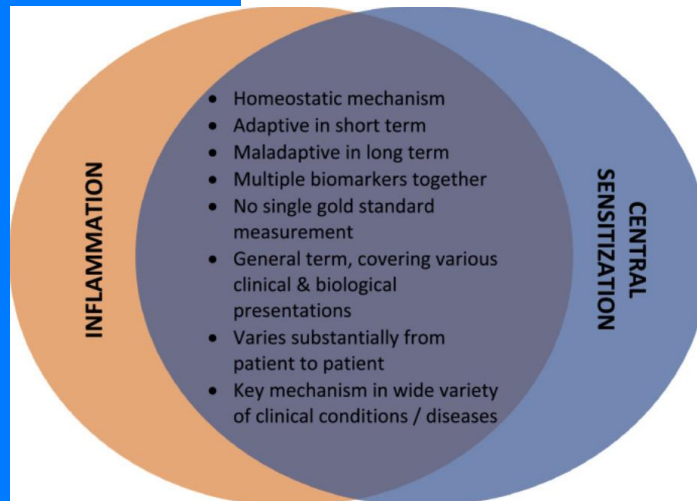 INFLAMMATION
• Homeostatic mechanism
• Adaptive in short term
• Maladaptive in long term
• Multiple biomarkers together
• No single gold standard
measurement
• General term, covering various
clinical & biological
presentations
• Varies substantially from
patient to patient
• Key mechanism in wide variety
of clinical conditions / diseases
CENTRAL
SENSITIZATION